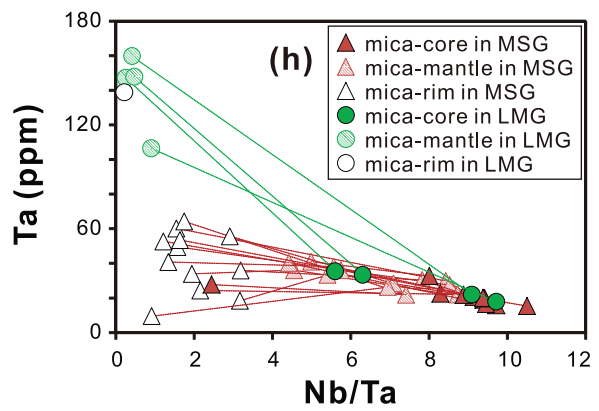 180
120
60
0
Ta (ppm)
(h)
mica-core in MSG
mica-mantle in MSG
mica-rim in MSG
mica-core in LMG
mica-mantle in LMG
mica-rim in LMG
0 2 4 6 8 10 12
Nb/Ta